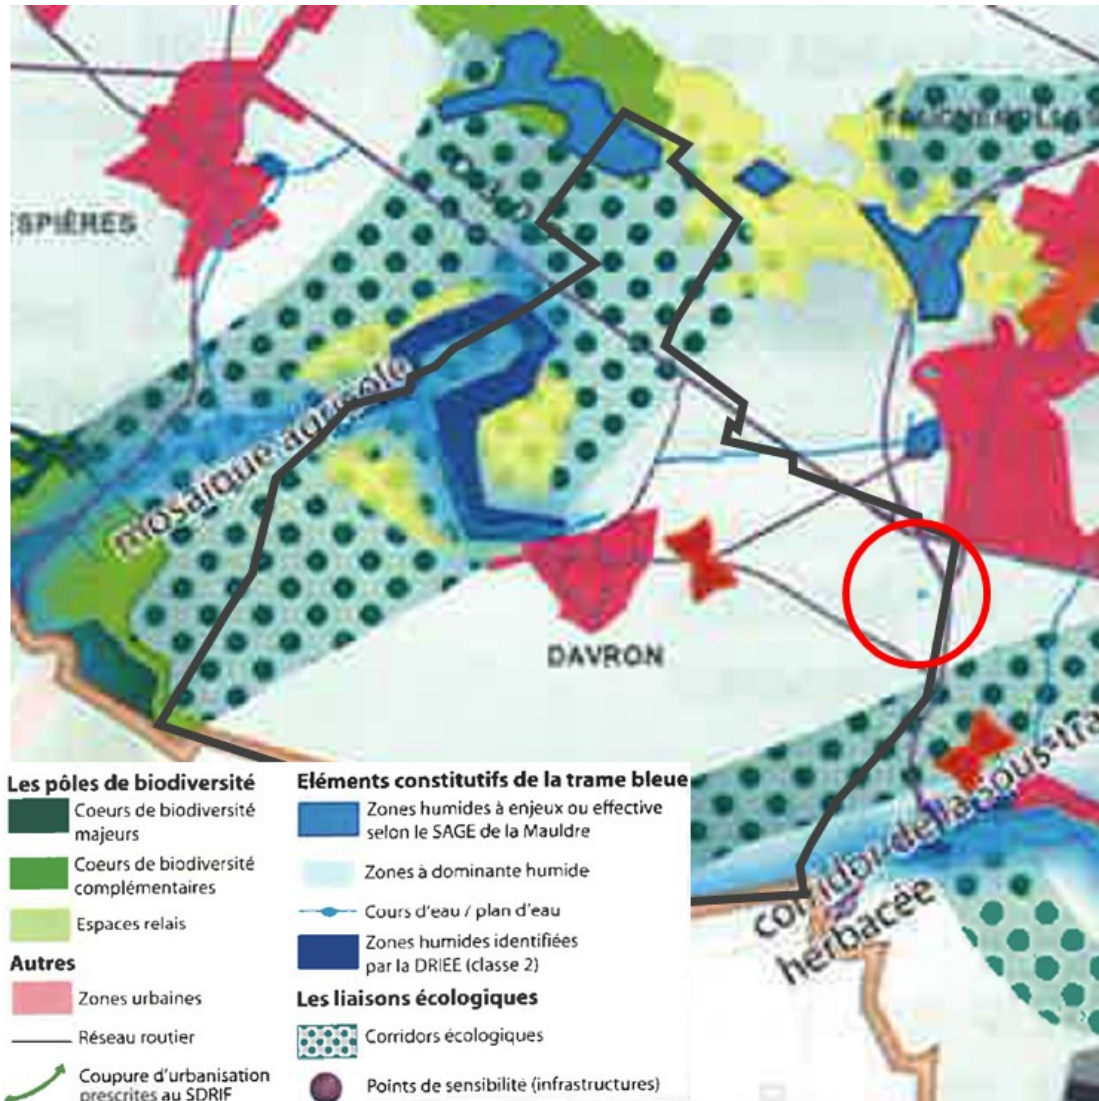 ESPIÈRES
mosaïque agricole
DAVRON
corridor de la sous-tra
herbacée
Les pôles de biodiversité
Coeurs de biodiversité
majeurs
Coeurs de biodiversité
complémentaires
Espaces relais
Autres
Zones urbaines
Réseau routier
Coupure d'urbanisation
prescrites au SDRIF
Eléments constitutifs de la trame bleue
Zones humides à enjeux ou effective
selon le SAGE de la Mauldre
Zones à dominante humide
Cours d'eau / plan d'eau
Zones humides identifiées
par la DRIEE (classe 2)
Les liaisons écologiques
Corridors écologiques
Points de sensibilité (infrastructures)